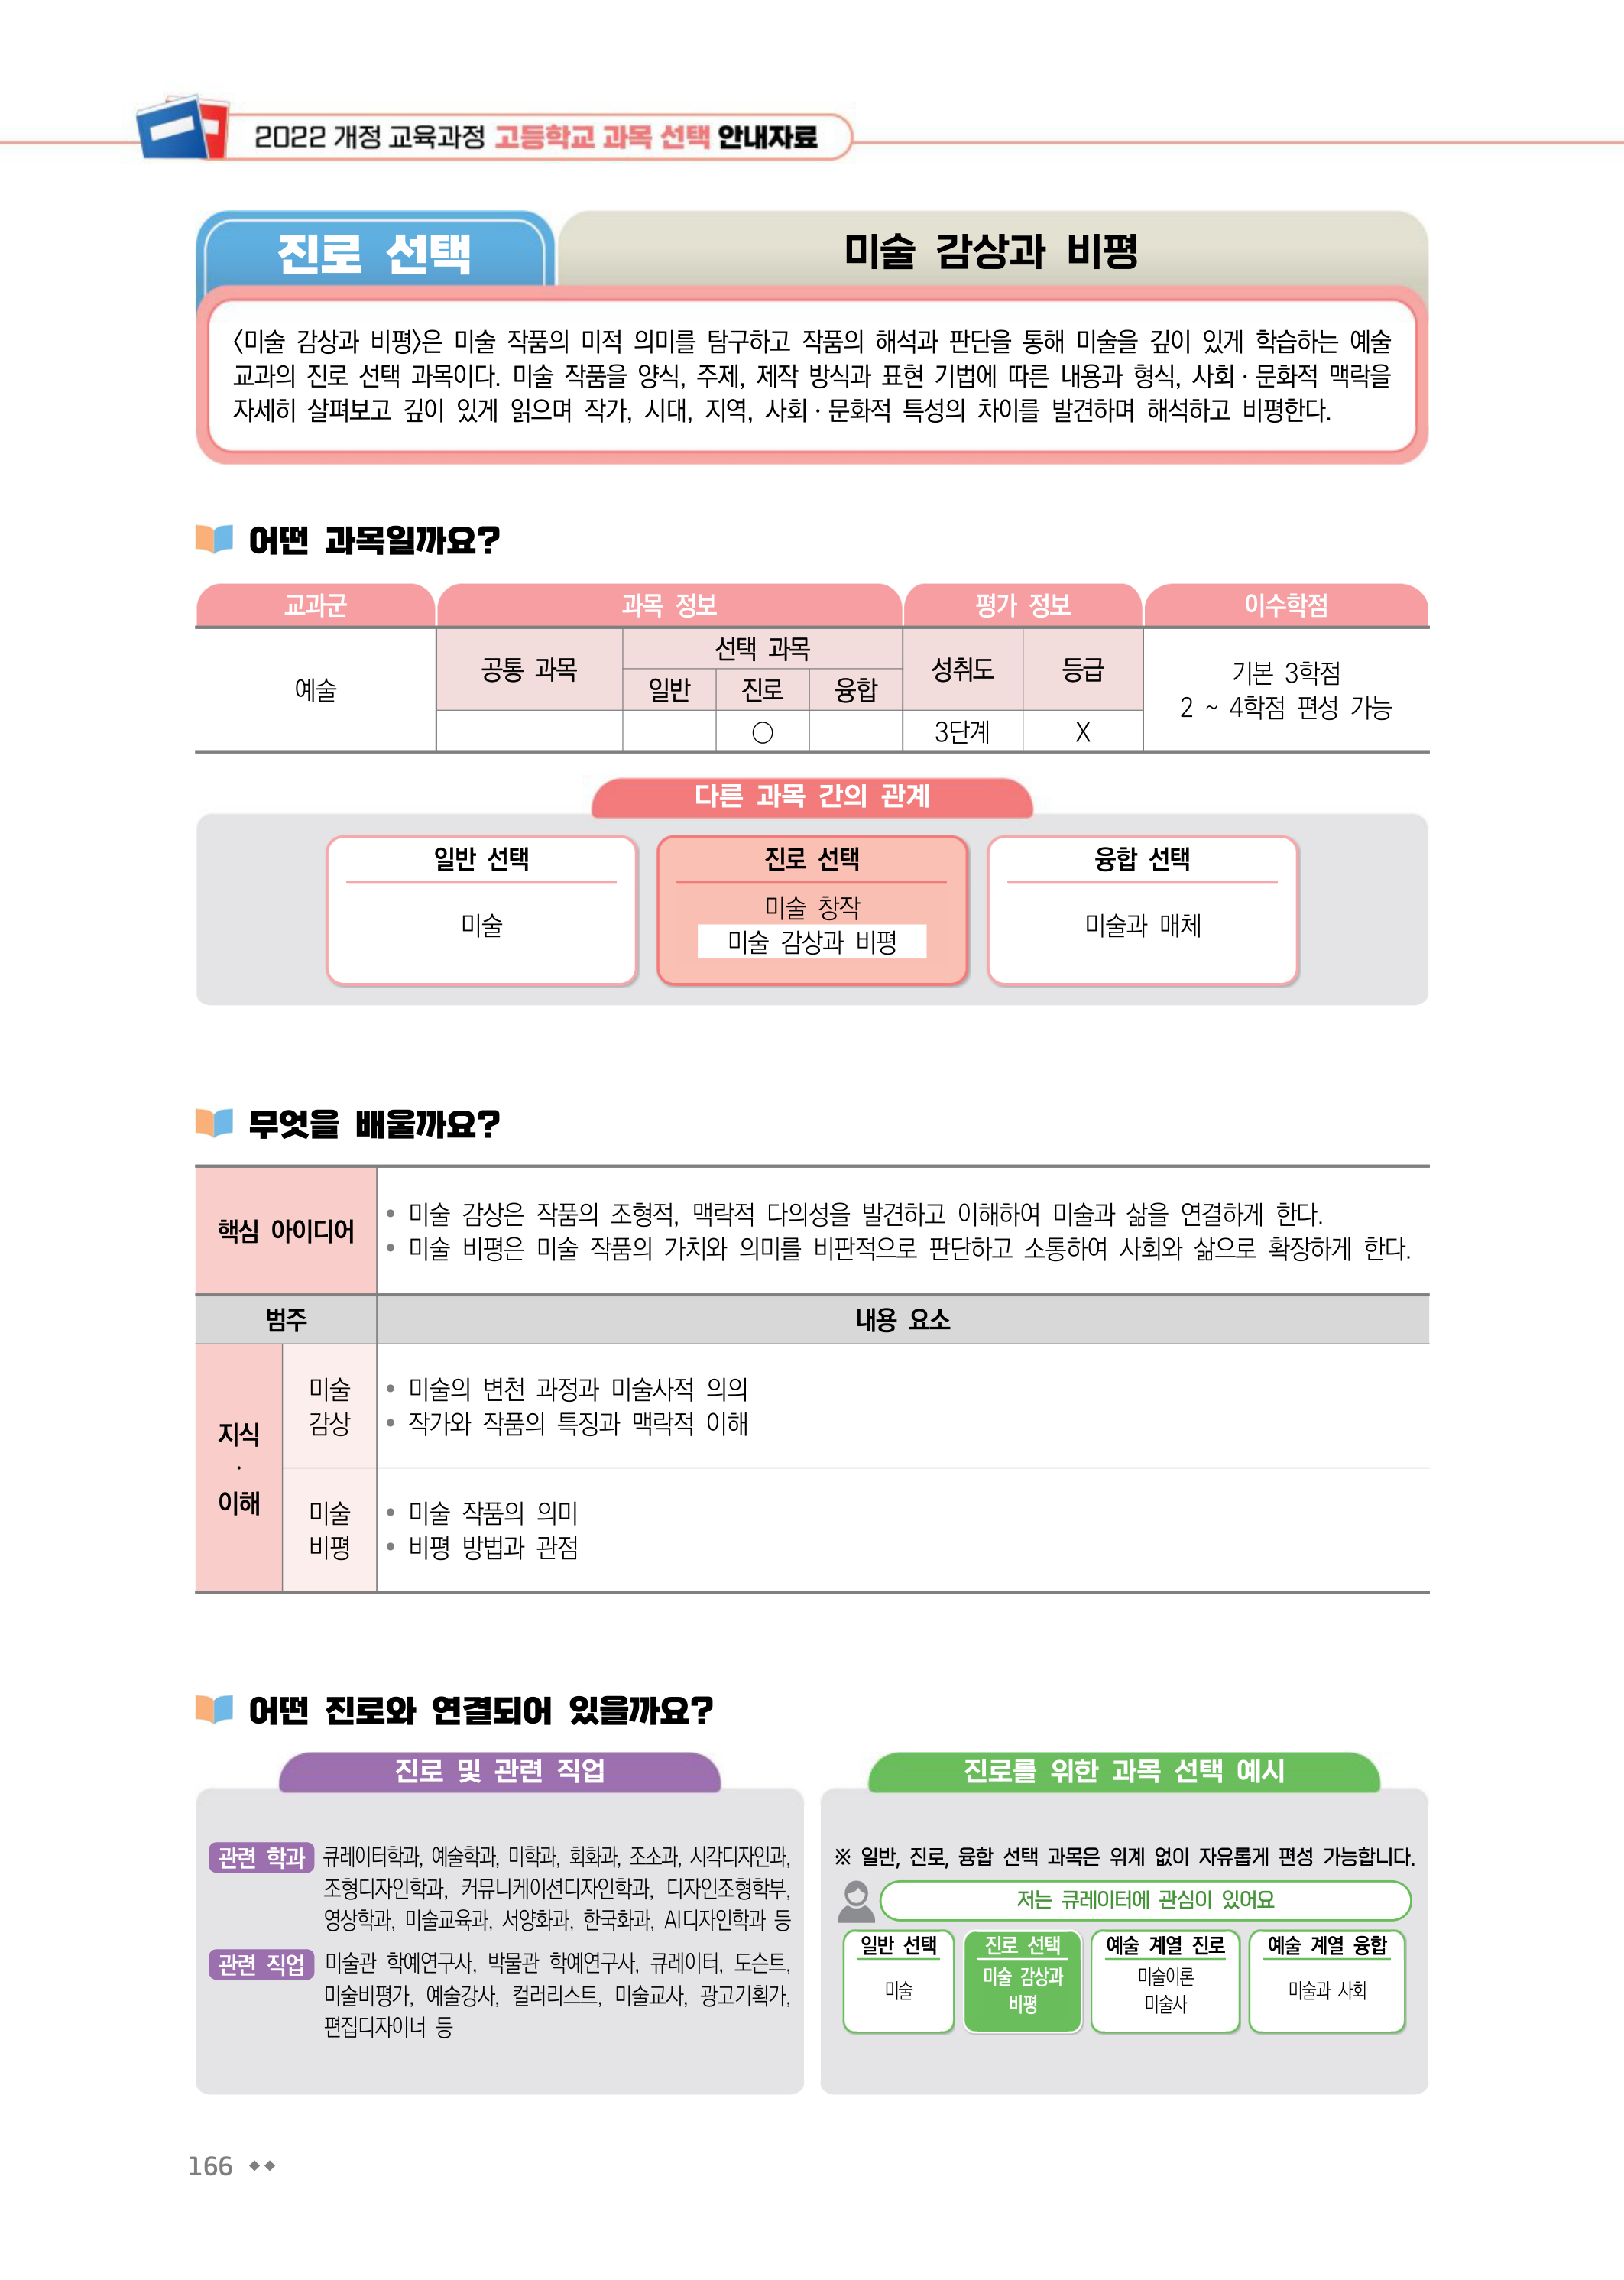 2022 개정 교육과정 고등학교 과목 선택 안내자료
진로 선택
미술 감상과 비평
〈미술 감상과 비평〉은 미술 작품의 미적 의미를 탐구하고 작품의 해석과 판단을 통해 미술을 깊이 있게 학습하는 예술
교과의 진로 선택 과목이다. 미술 작품을 양식, 주제, 제작 방식과 표현 기법에 따른 내용과 형식, 사회·문화적 맥락을
자세히 살펴보고 깊이 있게 읽으며 작가, 시대, 지역, 사회·문화적 특성의 차이를 발견하며 해석하고 비평한다.
어떤 과목일까요?
교과군 과목 정보 평가 정보 이수학점
예술
공통 과목
선택 과목
일반 진로 융합
성취도 등급
○ 3단계 X
기본 3학점
2 ~ 4학점 편성 가능
다른 과목 간의 관계
일반 선택
미술
진로 선택
미술 창작
미술 감상과 비평
융합 선택
미술과 매체
무엇을 배울까요?
핵심 아이디어
• 미술 감상은 작품의 조형적, 맥락적 다의성을 발견하고 이해하여 미술과 삶을 연결하게 한다.
• 미술 비평은 미술 작품의 가치와 의미를 비판적으로 판단하고 소통하여 사회와 삶으로 확장하게 한다.
범주 내용 요소
지식
·
이해
미술
감상
• 미술의 변천 과정과 미술사적 의의
• 작가와 작품의 특징과 맥락적 이해
미술
비평
• 미술 작품의 의미
• 비평 방법과 관점
어떤 진로와 연결되어 있을까요?
진로 및 관련 직업
관련 학과 큐레이터학과, 예술학과, 미학과, 회화과, 조소과, 시각디자인과,
조형디자인학과, 커뮤니케이션디자인학과, 디자인조형학부,
영상학과, 미술교육과, 서양화과, 한국화과, AI디자인학과 등
관련 직업 미술관 학예연구사, 박물관 학예연구사, 큐레이터, 도슨트,
미술비평가, 예술강사, 컬러리스트, 미술교사, 광고기획가,
편집디자이너 등
진로를 위한 과목 선택 예시
※ 일반, 진로, 융합 선택 과목은 위계 없이 자유롭게 편성 가능합니다.
저는 큐레이터에 관심이 있어요
일반 선택
미술
진로 선택
미술 감상과
비평
예술 계열 진로
미술이론
미술사
예술 계열 융합
미술과 사회
166 ◆◆